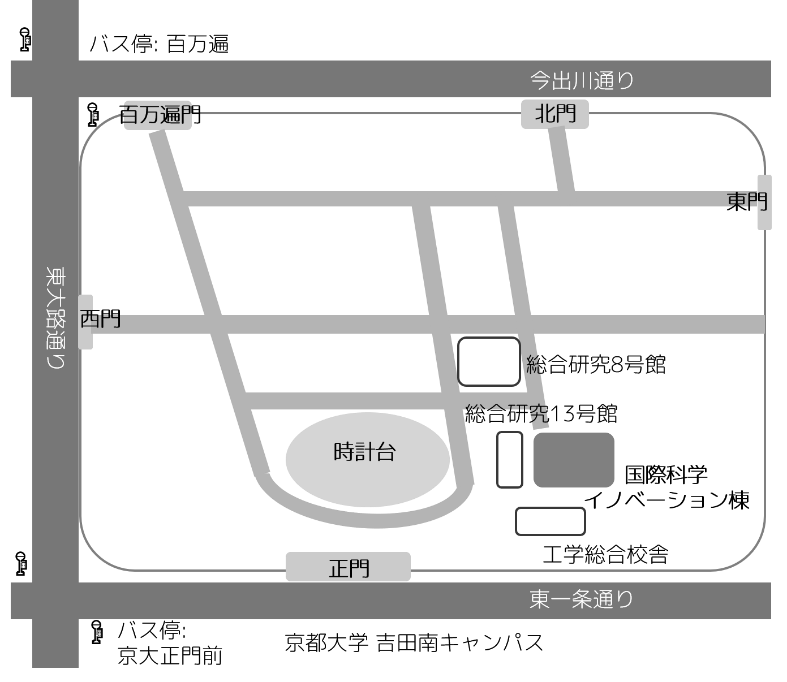 バス停: 百万遍
今出川通り
百万遍門
北門
東門
東大路通り
西門
総合研究8号館
総合研究13号館
時計台
国際科学
イノベーション棟
工学総合校舎
正門
東一条通り
バス停:
京大正門前
京都大学 吉田南キャンパス